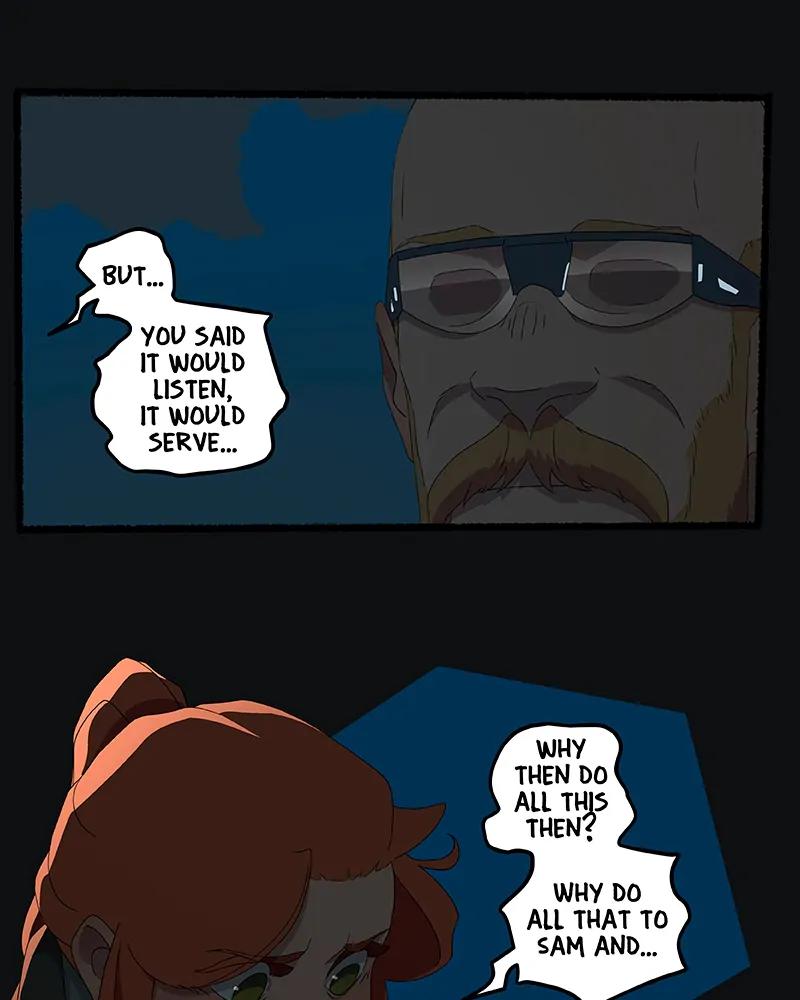 BUT...
YOU SAID
IT WOULD
LISTEN,
IT WOULD
SERVE...
WHY
THEN DO
ALL THIS
THEN?
WHY DO
ALL THAT TO
SAM AND...